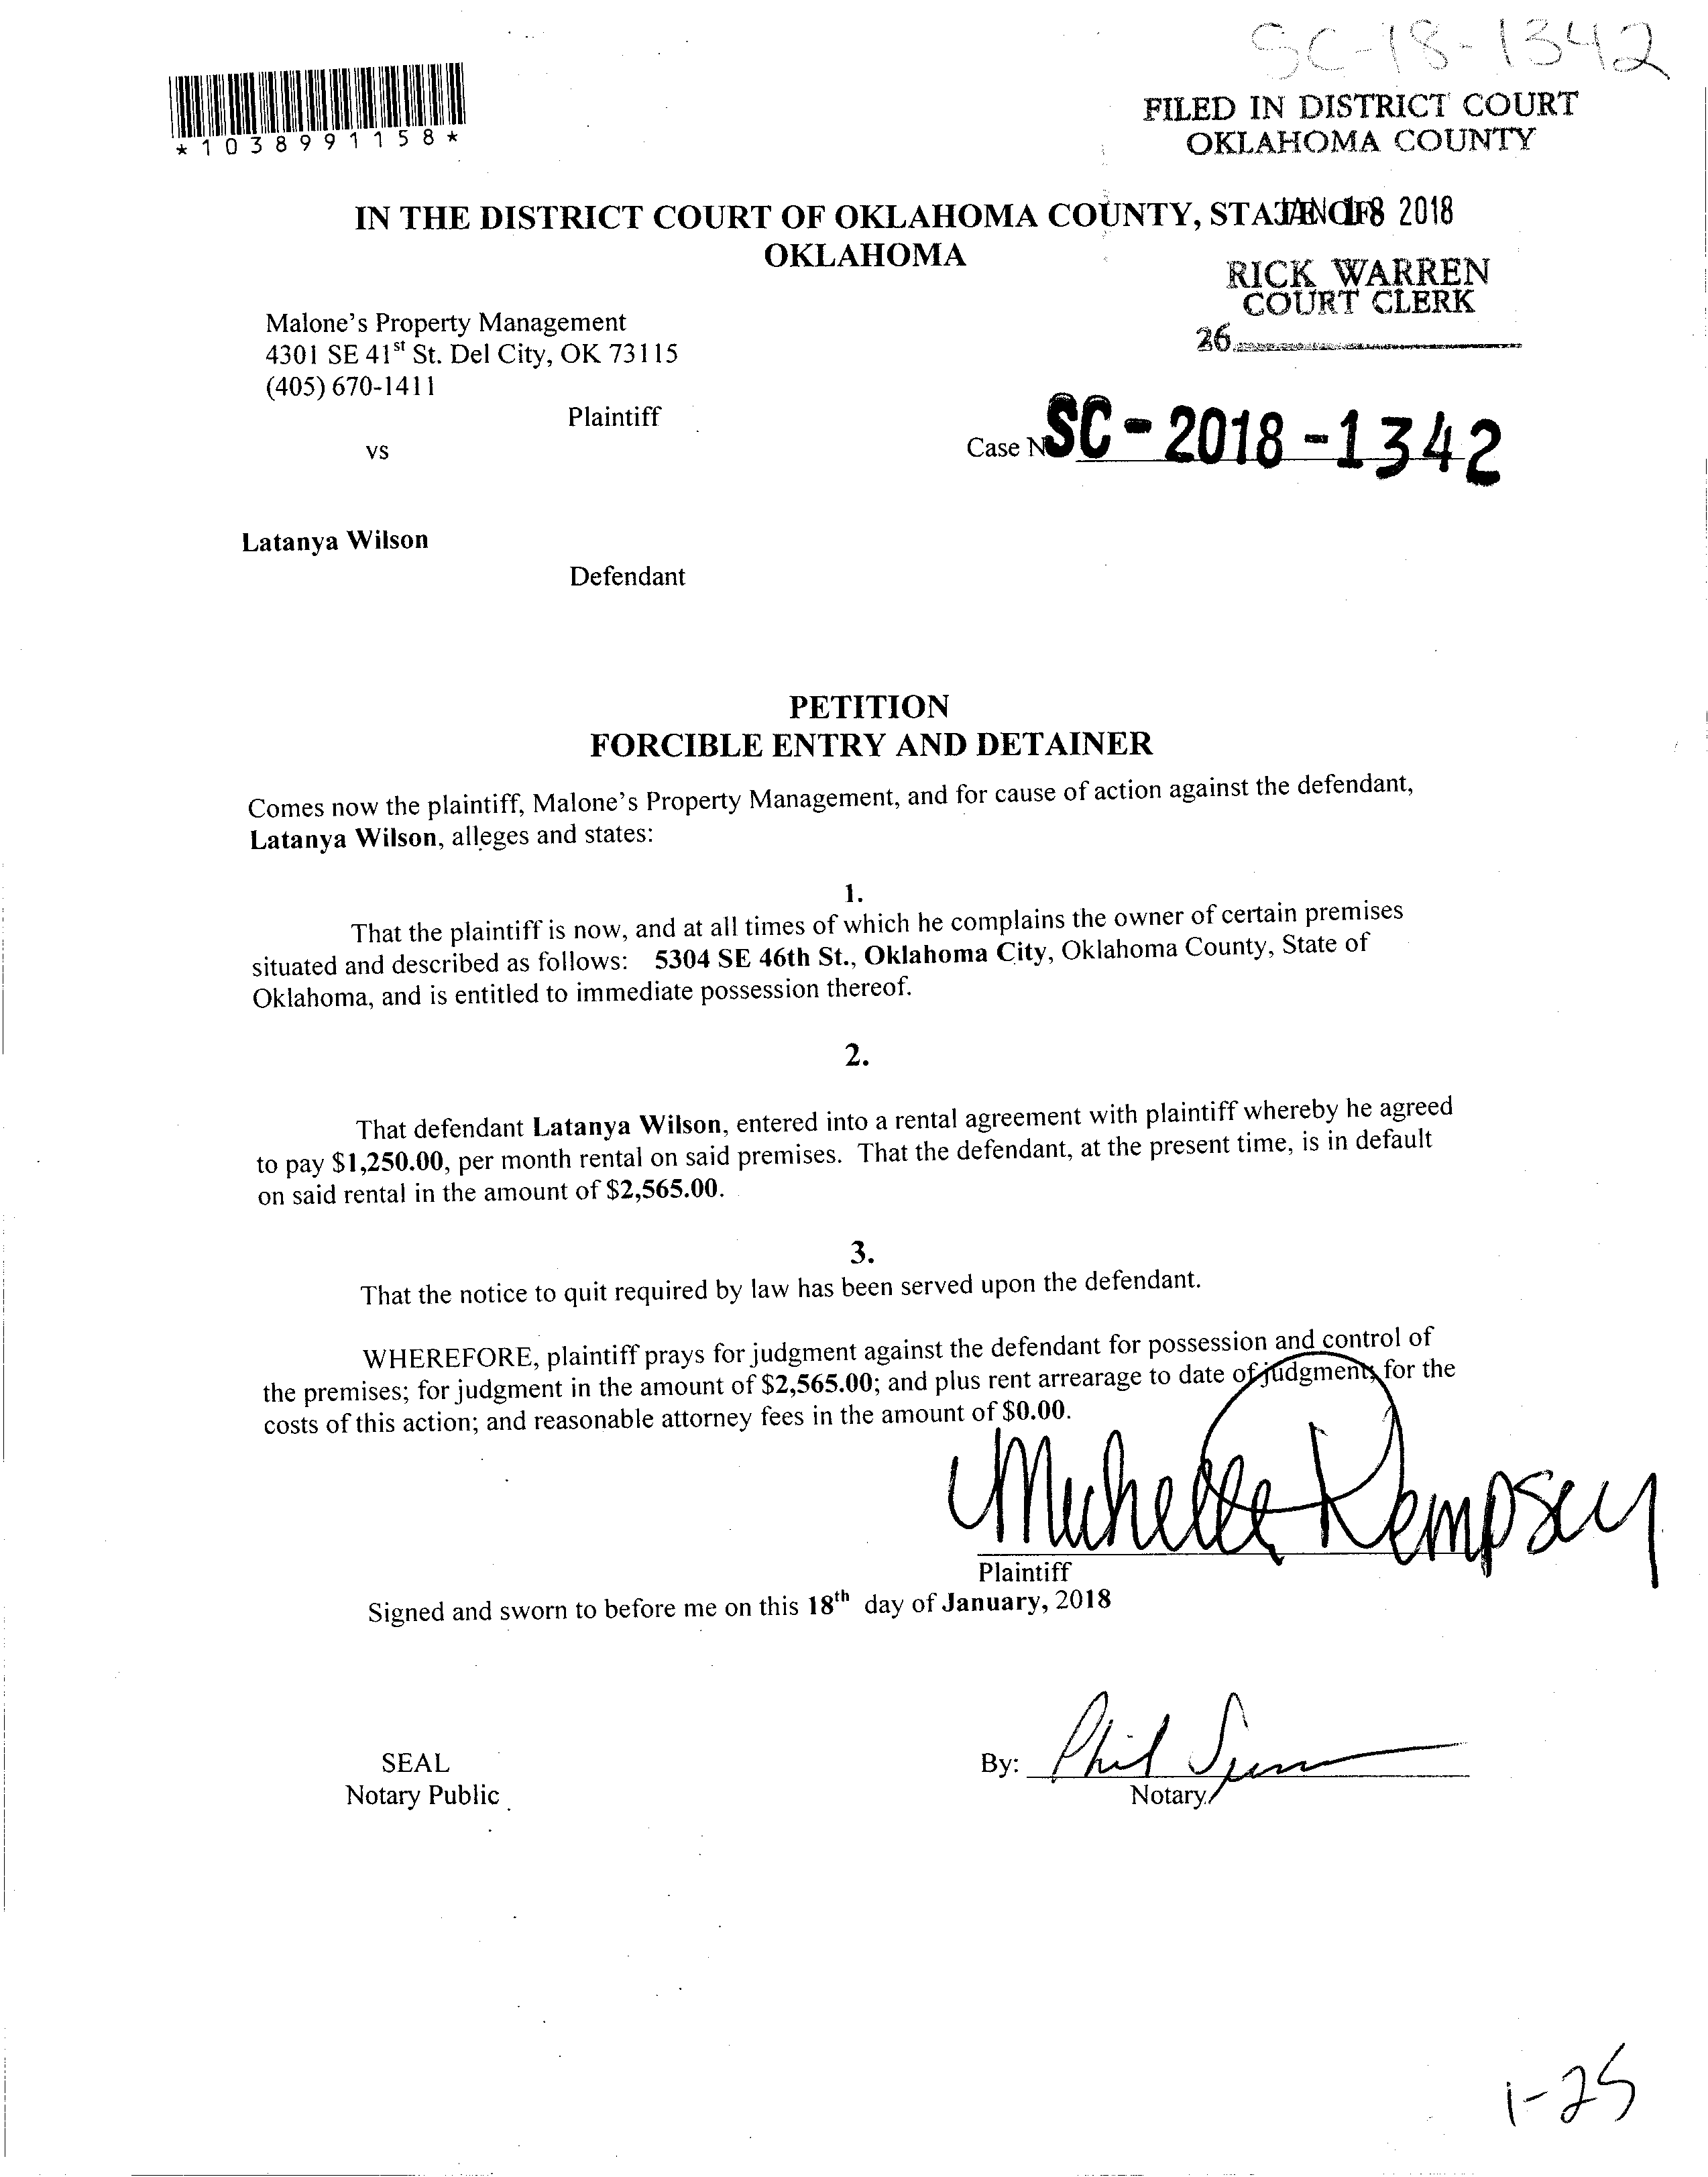 SC-18-1342
*1038991158*
FILED IN DISTRICT COURT
OKLAHOMA COUNTY
IN THE DISTRICT COURT OF OKLAHOMA COUNTY, STATE OF
JAN 18 2018
OKLAHOMA
RICK WARREN
COURT CLERK
26
Malone's Property Management
4301 SE 41st St. Del City, OK 73115
(405) 670-1411
Plaintiff
vs
Case N SC-2018-1342
Latanya Wilson
Defendant
PETITION
FORCIBLE ENTRY AND DETAINER
Comes now the plaintiff, Malone's Property Management, and for cause of action against the defendant,
Latanya Wilson, alleges and states:
1.
That the plaintiff is now, and at all times of which he complains the owner of certain premises
situated and described as follows: 5304 SE 46th St., Oklahoma City, Oklahoma County, State of
Oklahoma, and is entitled to immediate possession thereof.
2.
That defendant Latanya Wilson, entered into a rental agreement with plaintiff whereby he agreed
to pay $1,250.00, per month rental on said premises. That the defendant, at the present time, is in default
on said rental in the amount of $2,565.00.
3.
That the notice to quit required by law has been served upon the defendant.
WHEREFORE, plaintiff prays for judgment against the defendant for possession and control of
the premises; for judgment in the amount of $2,565.00; and plus rent arrearage to date of judgment; for the
costs of this action; and reasonable attorney fees in the amount of $0.00.
Michelle Kempsey
Plaintiff
Signed and sworn to before me on this 18th day of January, 2018
SEAL
By: Phil
Notary Public
Notary
1-25